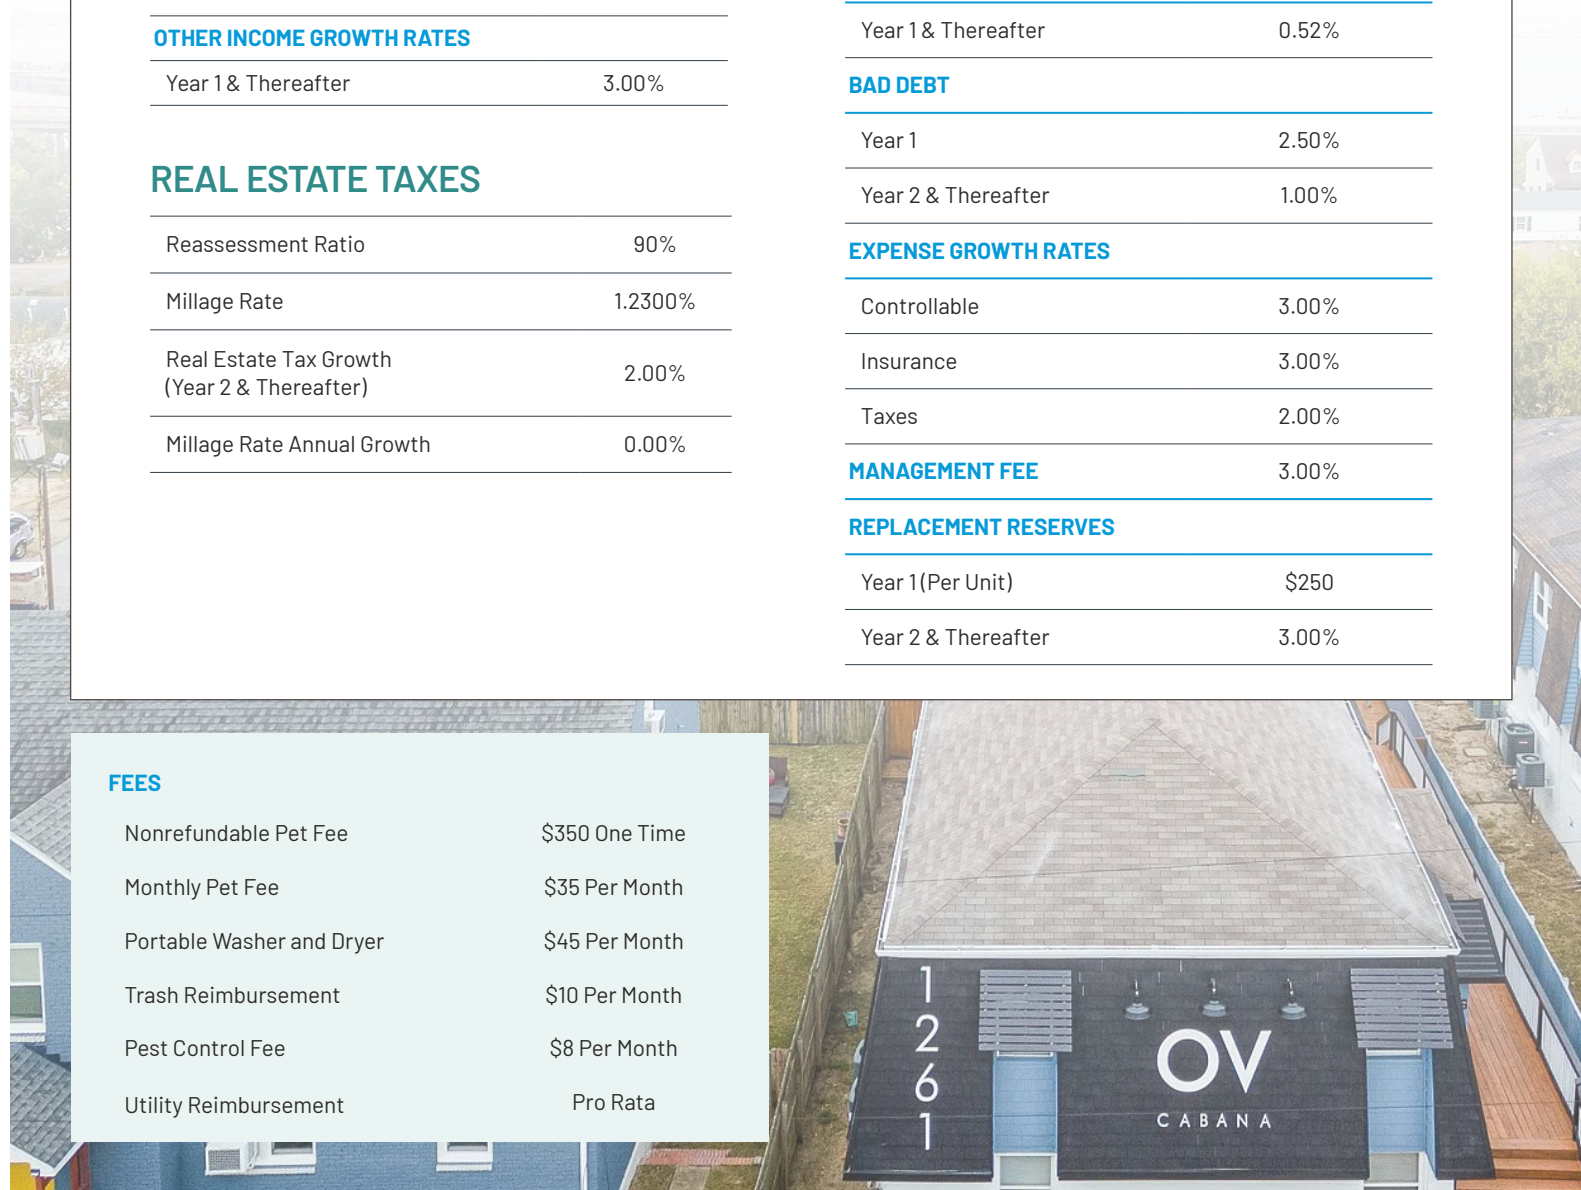 OTHER INCOME GROWTH RATES
Year 1 & Thereafter 3.00%
REAL ESTATE TAXES
Reassessment Ratio 90%
Millage Rate 1.2300%
Real Estate Tax Growth
(Year 2 & Thereafter) 2.00%
Millage Rate Annual Growth 0.00%
Year 1 & Thereafter 0.52%
BAD DEBT
Year 1 2.50%
Year 2 & Thereafter 1.00%
EXPENSE GROWTH RATES
Controllable 3.00%
Insurance 3.00%
Taxes 2.00%
MANAGEMENT FEE 3.00%
REPLACEMENT RESERVES
Year 1 (Per Unit) $250
Year 2 & Thereafter 3.00%
FEES
Nonrefundable Pet Fee $350 One Time
Monthly Pet Fee $35 Per Month
Portable Washer and Dryer $45 Per Month
Trash Reimbursement $10 Per Month
Pest Control Fee $8 Per Month
Utility Reimbursement Pro Rata
1
2
6
1
OV
CABANA